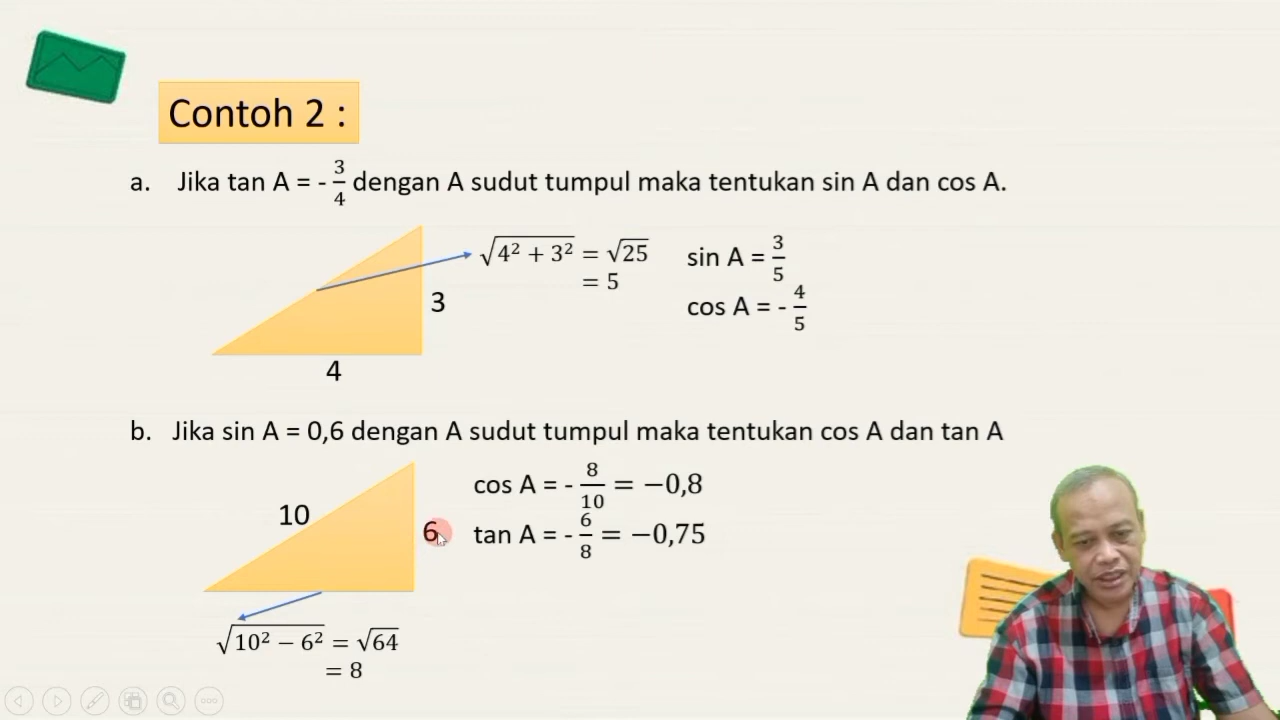 Contoh 2 :
a. Jika tan A = - 3/4 dengan A sudut tumpul maka tentukan sin A dan cos A.
√(4² + 3²) = √25
= 5
sin A = 3/5
cos A = - 4/5
3
4
b. Jika sin A = 0,6 dengan A sudut tumpul maka tentukan cos A dan tan A
10
6
cos A = - 8/10 = −0,8
tan A = - 6/8 = −0,75
√(10² − 6²) = √64
= 8